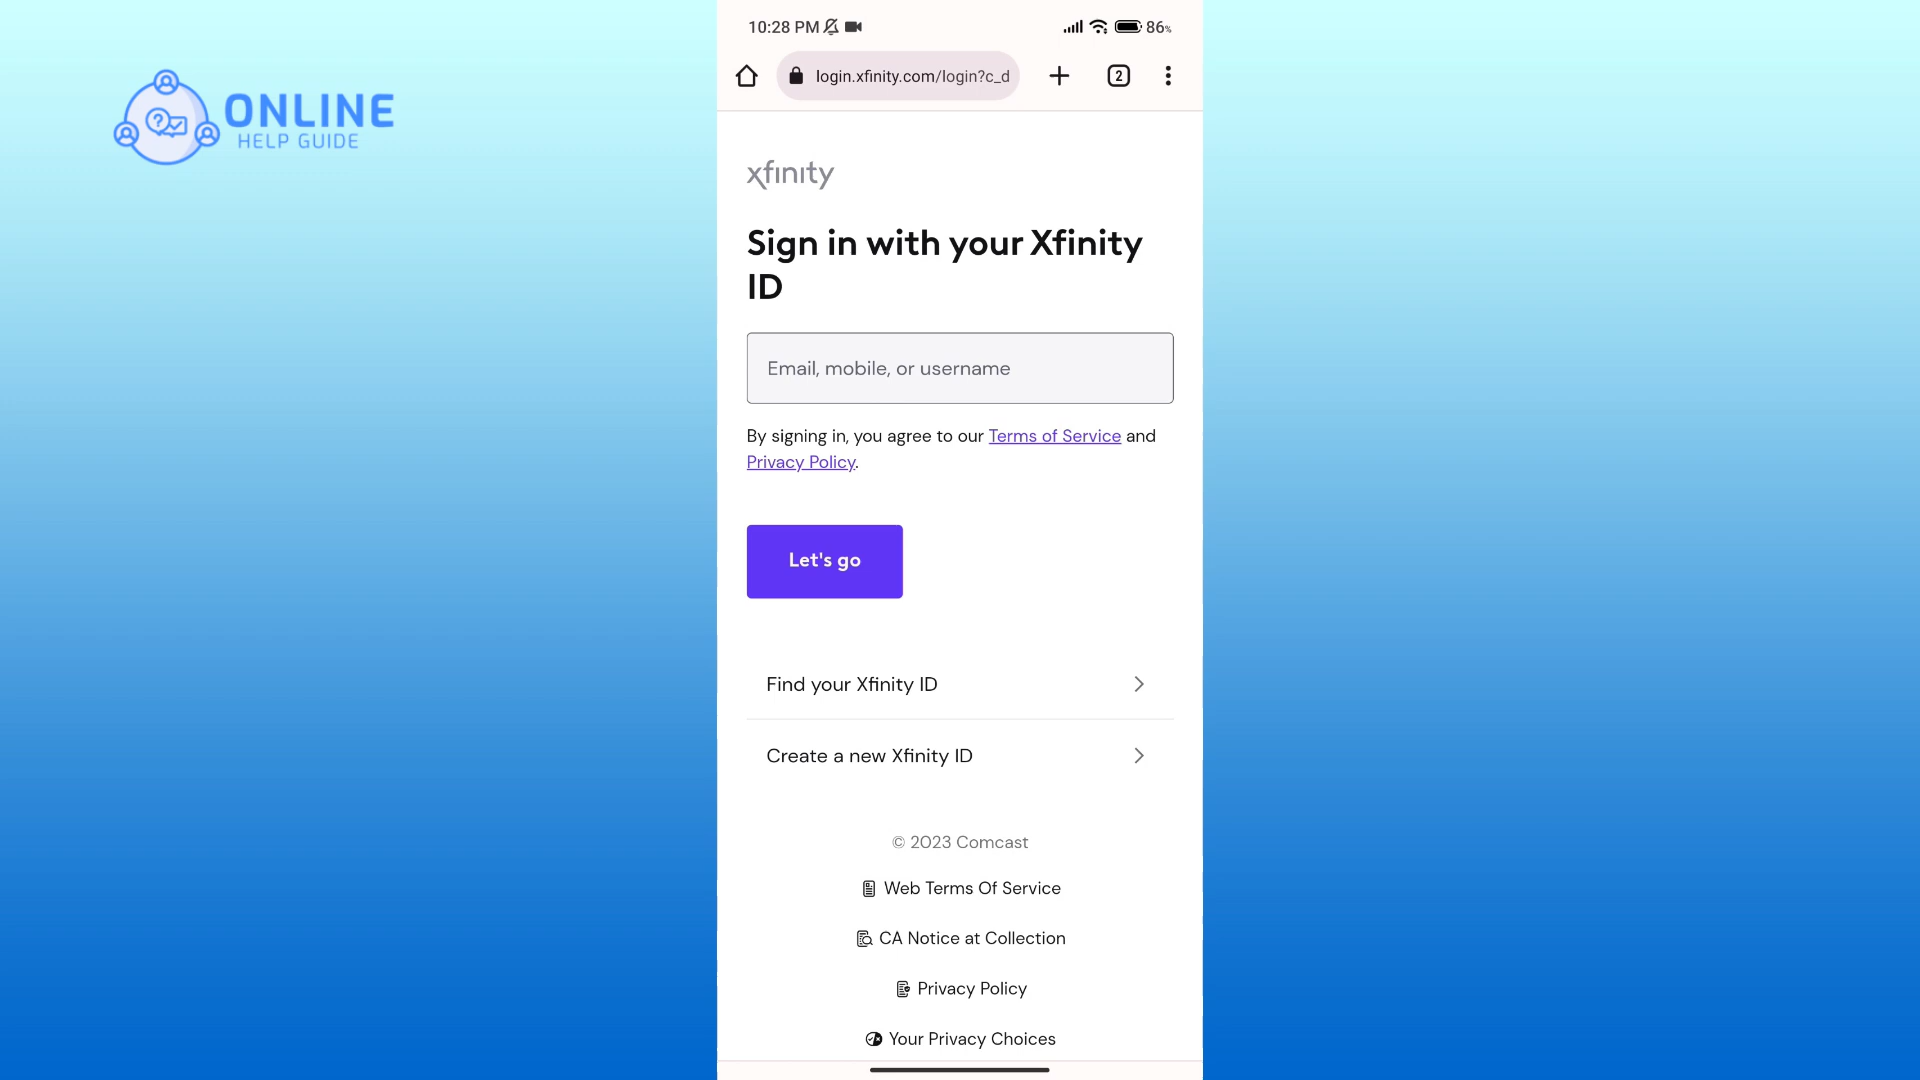 ONLINE
HELP GUIDE
10:28 PM
86%
login.xfinity.com/login?c_d
2
xfinity
Sign in with your Xfinity
ID
Email, mobile, or username
By signing in, you agree to our Terms of Service and
Privacy Policy.
Let's go
Find your Xfinity ID
Create a new Xfinity ID
© 2023 Comcast
Web Terms Of Service
CA Notice at Collection
Privacy Policy
Your Privacy Choices